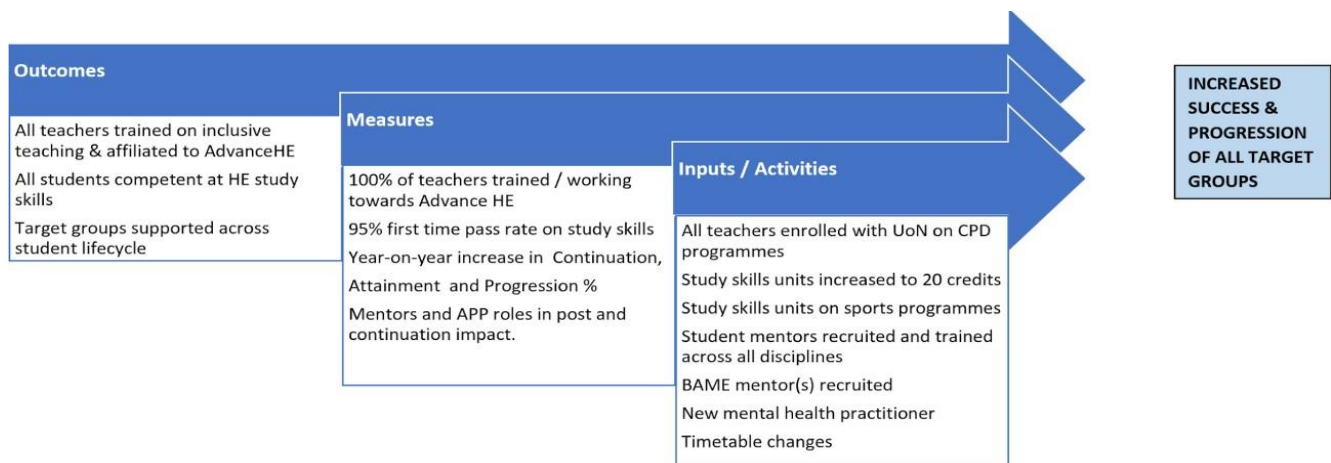 Outcomes
All teachers trained on inclusive
teaching & affiliated to AdvanceHE
All students competent at HE study
skills
Target groups supported across
student lifecycle
Measures
100% of teachers trained / working
towards Advance HE
95% first time pass rate on study skills
Year-on-year increase in Continuation,
Attainment and Progression %
Mentors and APP roles in post and
continuation impact.
Inputs / Activities
All teachers enrolled with UoN on CPD
programmes
Study skills units increased to 20 credits
Study skills units on sports programmes
Student mentors recruited and trained
across all disciplines
BAME mentor(s) recruited
New mental health practitioner
Timetable changes
INCREASED
SUCCESS &
PROGRESSION
OF ALL TARGET
GROUPS